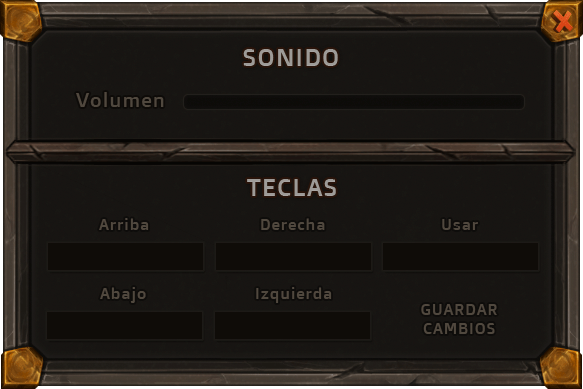 SONIDO
Volumen
TECLAS
Arriba
Derecha
Usar
Abajo
Izquierda
GUARDAR
CAMBIOS